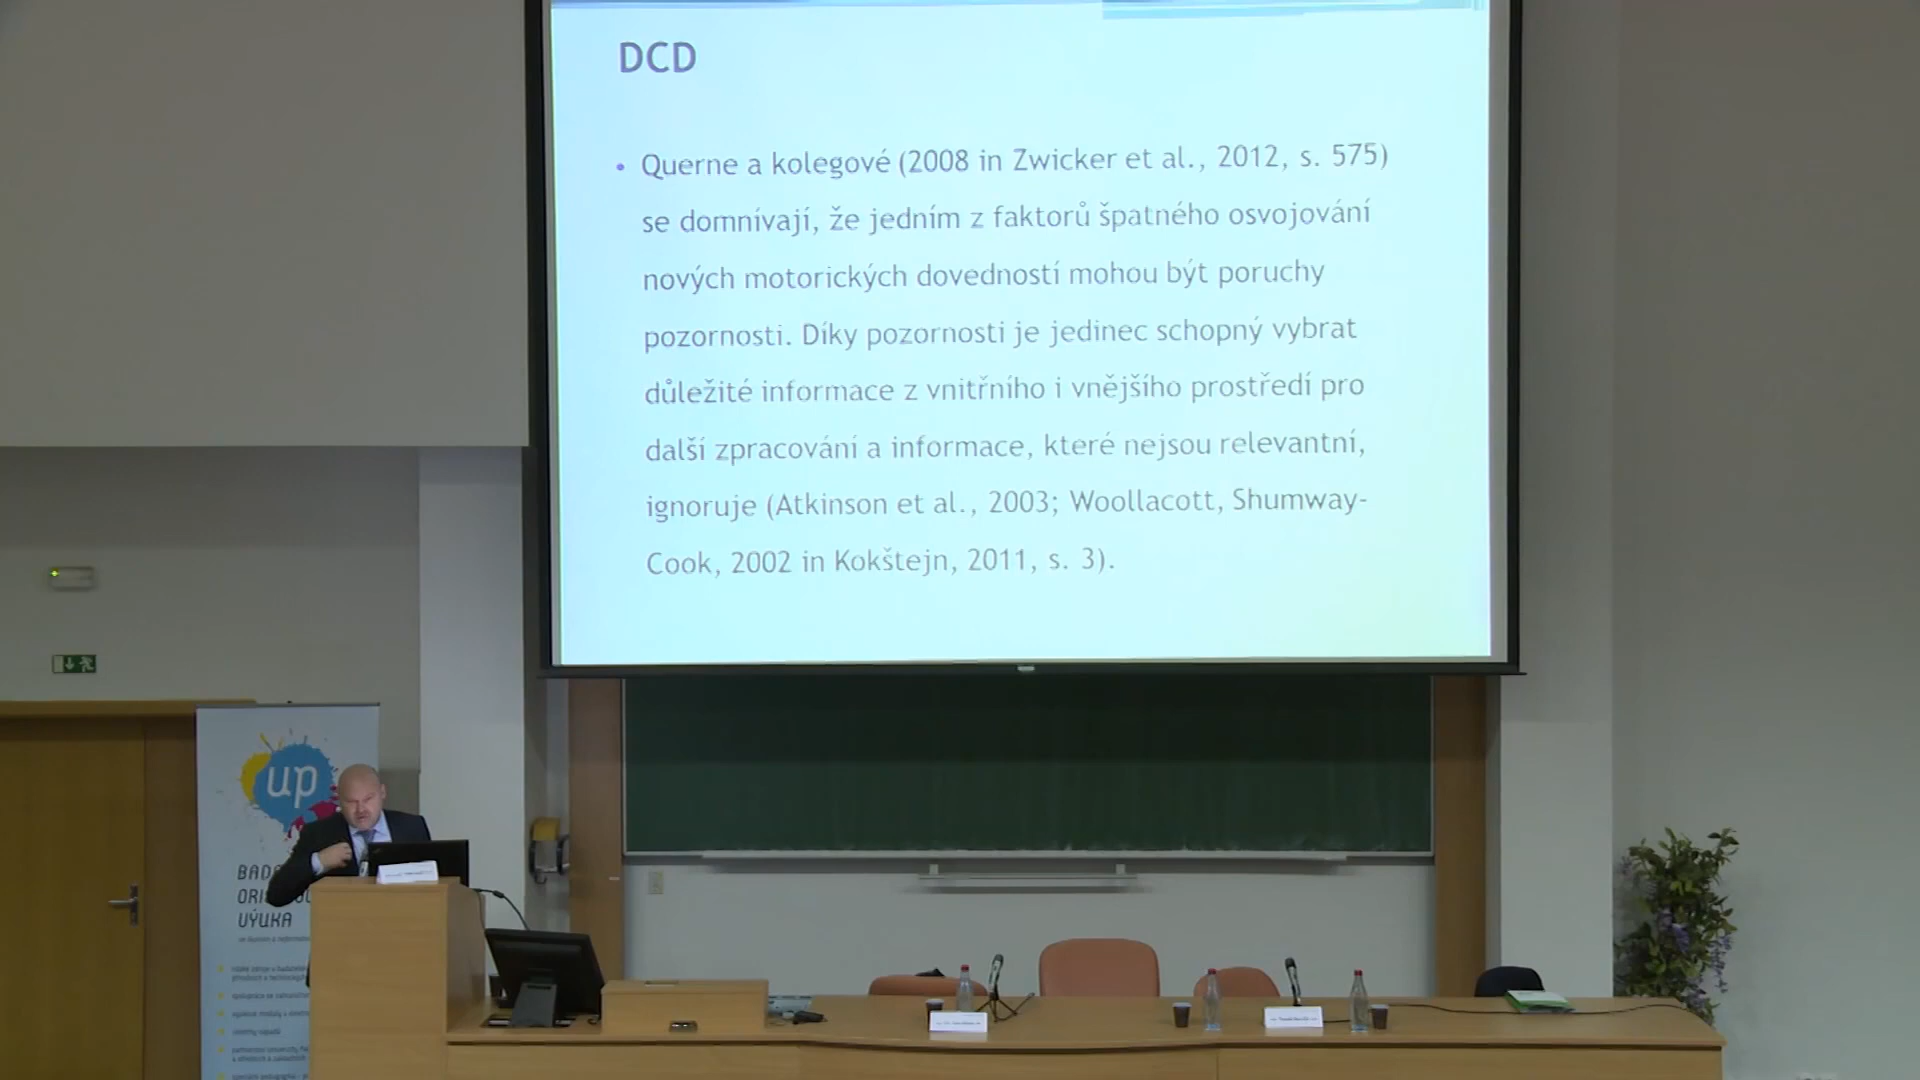 DCD
• Querne a kolegové (2008 in Zwicker et al., 2012, s. 575)
se domnívají, že jedním z faktorů špatného osvojování
nových motorických dovedností mohou být poruchy
pozornosti. Díky pozornosti je jedinec schopný vybrat
důležité informace z vnitřního i vnějšího prostředí pro
další zpracování a informace, které nejsou relevantní,
ignoruje (Atkinson et al., 2003; Woollacott, Shumway-
Cook, 2002 in Kokštejn, 2011, s. 3).
up
VÝUKA